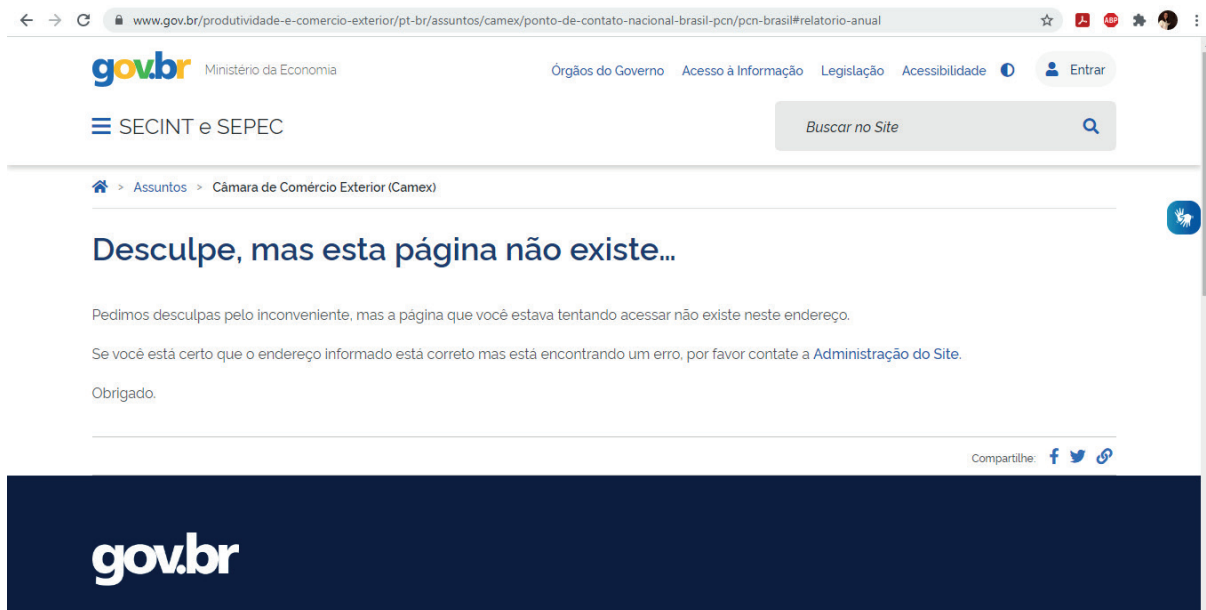 www.gov.br/produtividade-e-comercio-exterior/pt-br/assuntos/camex/ponto-de-contato-nacional-brasil-pcn/pcn-brasil#relatorio-anual
ABP
gov.br Ministério da Economia Órgãos do Governo Acesso à Informação Legislação Acessibilidade Entrar
SECINT e SEPEC Buscar no Site
> Assuntos > Câmara de Comércio Exterior (Camex)
Desculpe, mas esta página não existe...
Pedimos desculpas pelo inconveniente, mas a página que você estava tentando acessar não existe neste endereço.
Se você está certo que o endereço informado está correto mas está encontrando um erro, por favor contate a Administração do Site.
Obrigado.
Compartilhe:
gov.br